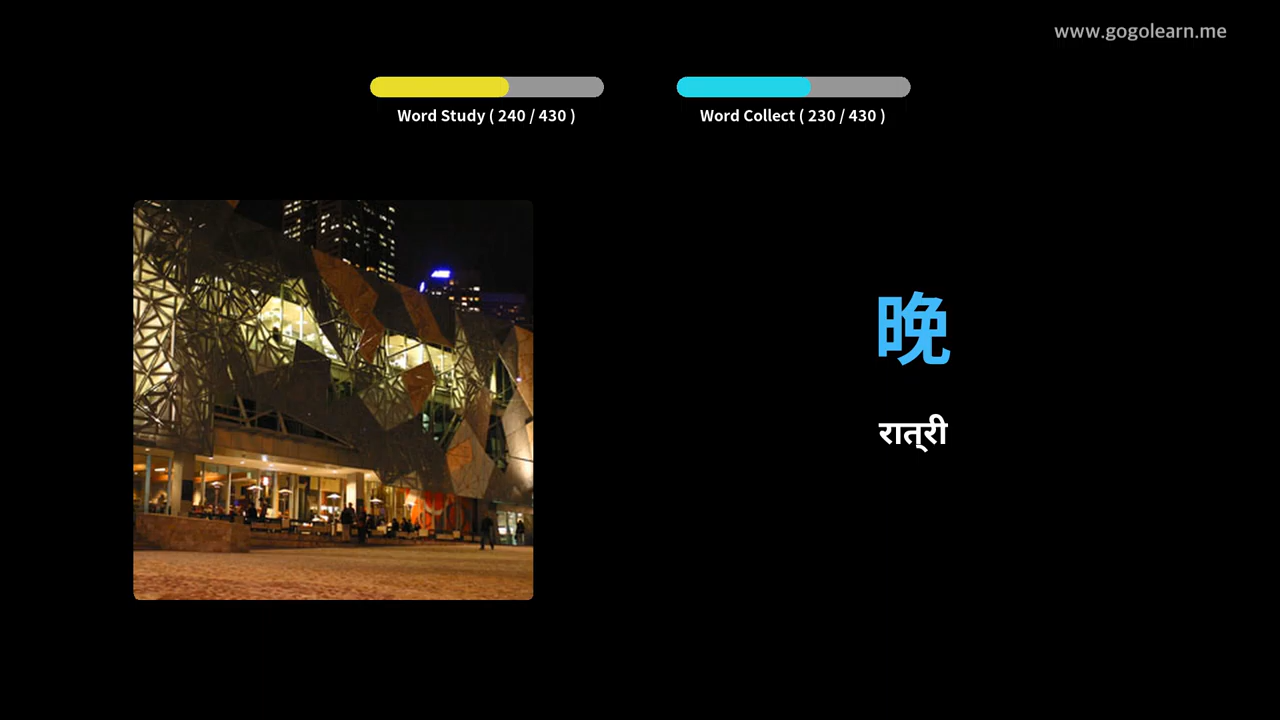 www.gogolearn.me
Word Study ( 240 / 430 )
Word Collect ( 230 / 430 )
晚
रात्री